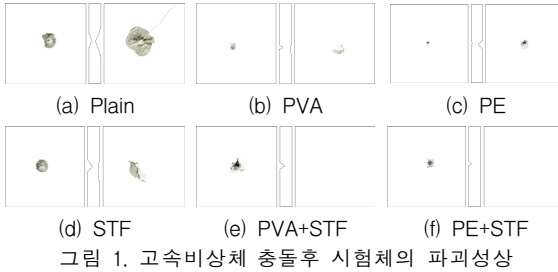 (a) Plain (b) PVA (c) PE
(d) STF (e) PVA+STF (f) PE+STF
그림 1. 고속비상체 충돌후 시험체의 파괴성상